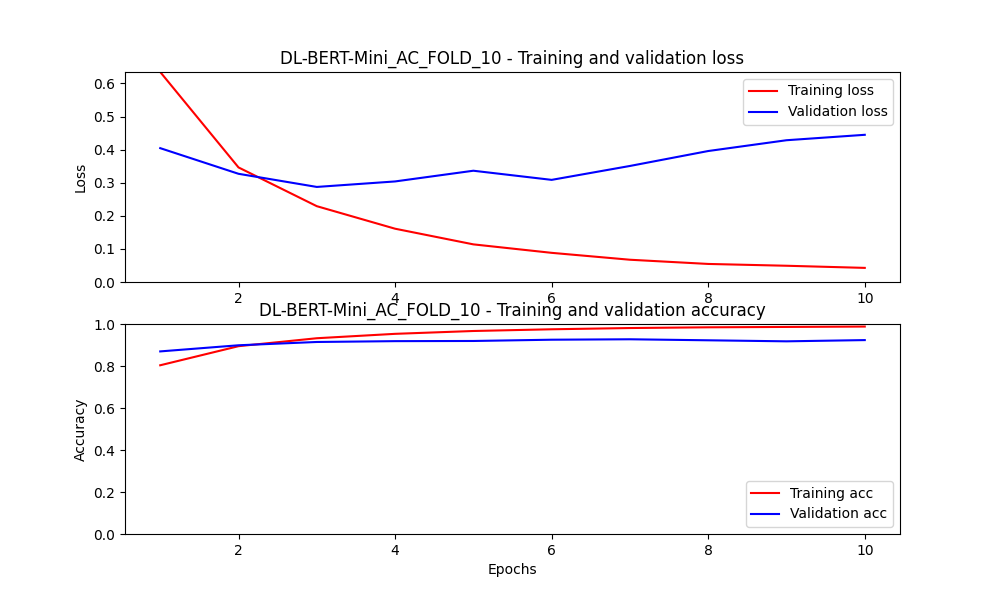 DL-BERT-Mini_AC_FOLD_10 - Training and validation loss
0.6
0.5
0.4
0.3
0.2
0.1
0.0
Loss
Training loss
Validation loss
2 4 6 8 10
DL-BERT-Mini_AC_FOLD_10 - Training and validation accuracy
1.0
0.8
0.6
0.4
0.2
0.0
Accuracy
Training acc
Validation acc
2 4 6 8 10
Epochs